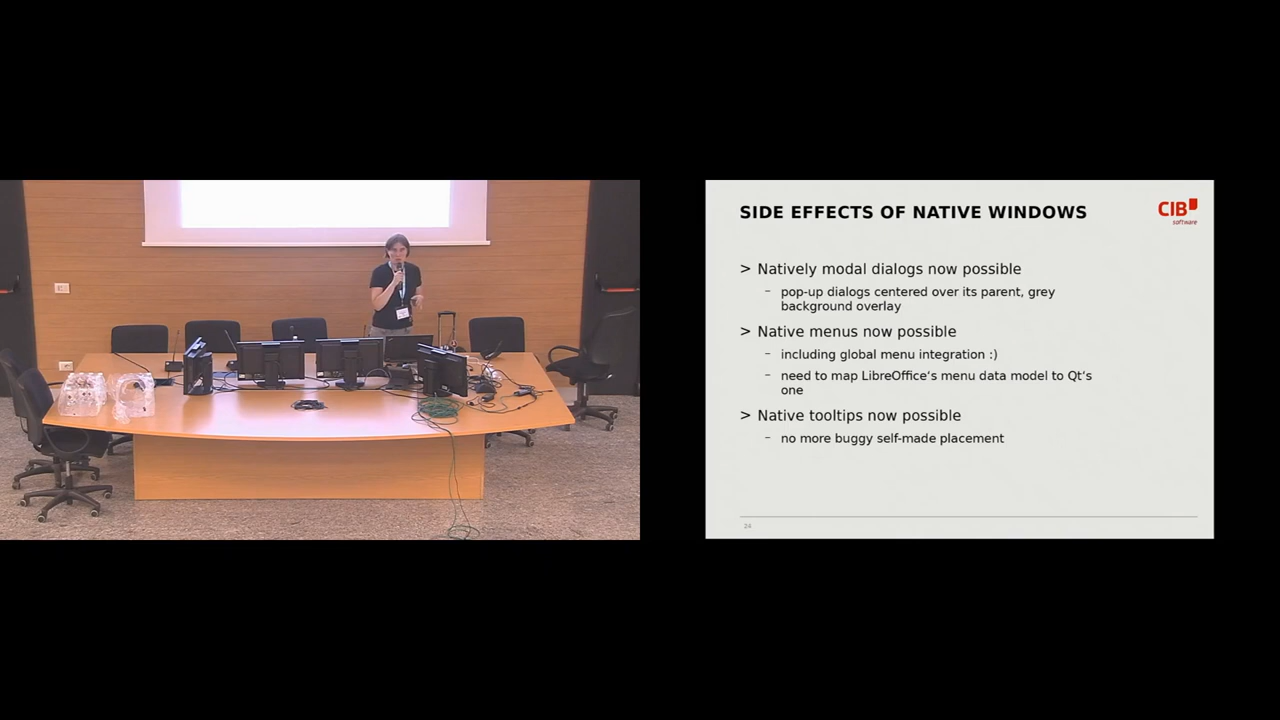 SIDE EFFECTS OF NATIVE WINDOWS
CIB
software
> Natively modal dialogs now possible
– pop-up dialogs centered over its parent, grey
background overlay
> Native menus now possible
– including global menu integration :)
– need to map LibreOffice‘s menu data model to Qt‘s
one
> Native tooltips now possible
– no more buggy self-made placement
24